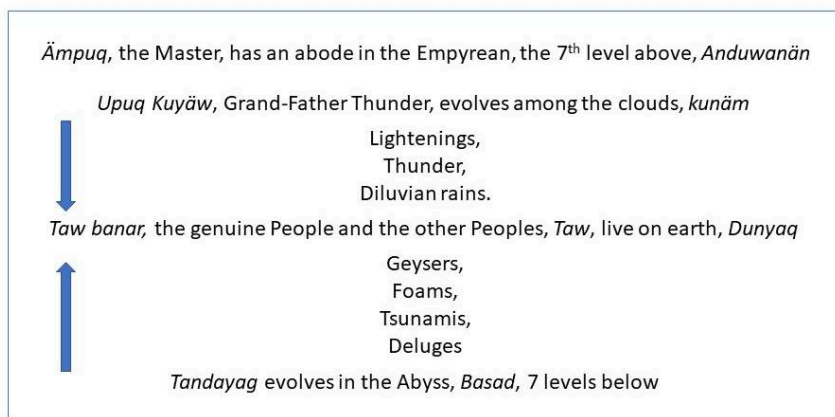 Ämpuq, the Master, has an abode in the Empyrean, the 7th level above, Anduwanän
Upuq Kuyäw, Grand-Father Thunder, evolves among the clouds, kunäm
Lightenings,
Thunder,
Diluvian rains.
Taw banar, the genuine People and the other Peoples, Taw, live on earth, Dunyaq
Geysers,
Foams,
Tsunamis,
Deluges
Tandayag evolves in the Abyss, Basad, 7 levels below